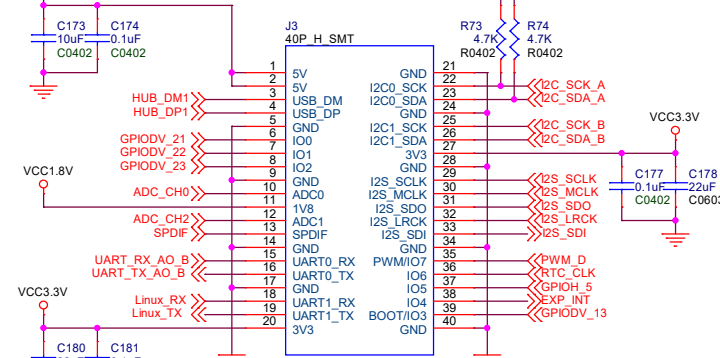 C173
10uF
C0402
C174
0.1uF
C0402
J3
40P_H_SMT
R73
4.7K
R0402
R74
4.7K
R0402
1 5V
2 5V
HUB_DM1 3 USB_DM
HUB_DP1 4 USB_DP
5 GND
GPIODV_21 6 IO0
GPIODV_22 7 IO1
GPIODV_23 8 IO2
9 GND
VCC1.8V
ADC_CH0 10 ADC0
11 1V8
ADC_CH2 12 ADC1
SPDIF 13 SPDIF
14 GND
UART_RX_AO_B 15 UART0_RX
UART_TX_AO_B 16 UART0_TX
17 GND
VCC3.3V
Linux_RX 18 UART1_RX
Linux_TX 19 UART1_TX
20 3V3
GND 21
I2C0_SCK 22 I2C_SCK_A
I2C0_SDA 23 I2C_SDA_A
GND 24
I2C1_SCK 25 I2C_SCK_B
I2C1_SDA 26 I2C_SDA_B
3V3 27
GND 28
I2S_SCLK 29 I2S_SCLK
I2S_MCLK 30 I2S_MCLK
I2S_SDO 31 I2S_SDO
I2S_LRCK 32 I2S_LRCK
I2S_SDI 33 I2S_SDI
GND 34
PWM/IO7 35 PWM_D
IO6 36 RTC_CLK
IO5 37 GPIOH_5
IO4 38 EXP_INT
BOOT/IO3 39 GPIODV_13
GND 40
VCC3.3V
C177
0.1uF
C0402
C178
22uF
C0603
C180
C181